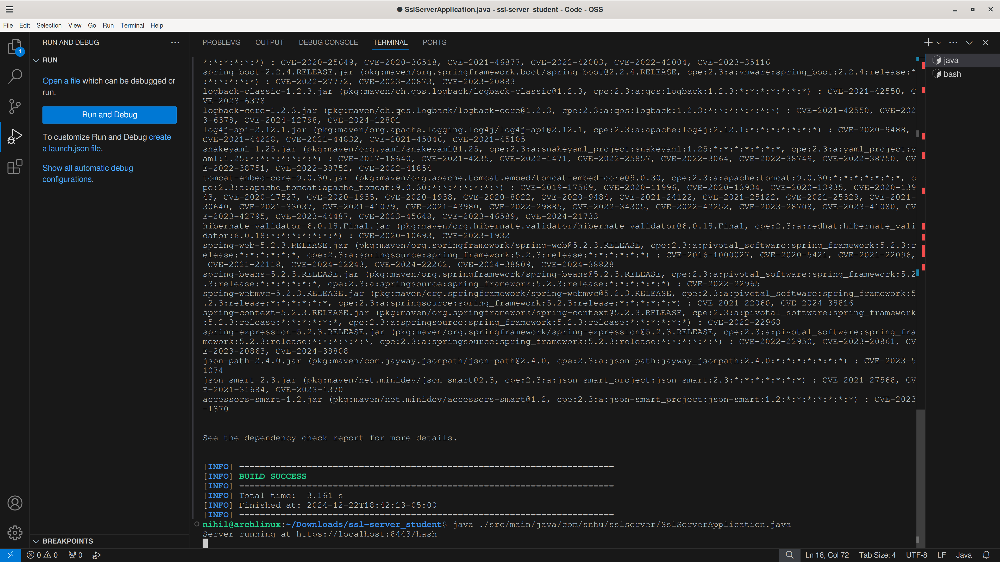 ● SslServerApplication.java - ssl-server_student - Code - OSS
File Edit Selection View Go Run Terminal Help
RUN AND DEBUG
RUN
Open a file which can be debugged or
run.
Run and Debug
To customize Run and Debug create
a launch.json file.
Show all automatic debug
configurations.
BREAKPOINTS
1
PROBLEMS OUTPUT DEBUG CONSOLE TERMINAL PORTS
*:*:*:*:*:*) : CVE-2020-25649, CVE-2020-36518, CVE-2021-46877, CVE-2022-42003, CVE-2022-42004, CVE-2023-35116
spring-boot-2.2.4.RELEASE.jar (pkg:maven/org.springframework.boot/spring-boot@2.2.4.RELEASE, cpe:2.3:a:vmware:spring_boot:2.2.4:release:*
:*:*:*:*:*) : CVE-2022-27772, CVE-2023-20873, CVE-2023-20883
logback-classic-1.2.3.jar (pkg:maven/ch.qos.logback/logback-classic@1.2.3, cpe:2.3:a:qos:logback:1.2.3:*:*:*:*:*:*:*) : CVE-2021-42550, C
VE-2023-6378
logback-core-1.2.3.jar (pkg:maven/ch.qos.logback/logback-core@1.2.3, cpe:2.3:a:qos:logback:1.2.3:*:*:*:*:*:*:*) : CVE-2021-42550, CVE-202
3-6378, CVE-2024-12798, CVE-2024-12801
log4j-api-2.12.1.jar (pkg:maven/org.apache.logging.log4j/log4j-api@2.12.1, cpe:2.3:a:apache:log4j:2.12.1:*:*:*:*:*:*:*) : CVE-2020-9488,
CVE-2021-44228, CVE-2021-44832, CVE-2021-45046, CVE-2021-45105
snakeyaml-1.25.jar (pkg:maven/org.yaml/snakeyaml@1.25, cpe:2.3:a:snakeyaml_project:snakeyaml:1.25:*:*:*:*:*:*:*, cpe:2.3:a:yaml_project:y
aml:1.25:*:*:*:*:*:*:*) : CVE-2017-18640, CVE-2021-4235, CVE-2022-1471, CVE-2022-25857, CVE-2022-3064, CVE-2022-38749, CVE-2022-38750, CV
E-2022-38751, CVE-2022-38752, CVE-2022-41854
tomcat-embed-core-9.0.30.jar (pkg:maven/org.apache.tomcat.embed/tomcat-embed-core@9.0.30, cpe:2.3:a:apache:tomcat:9.0.30:*:*:*:*:*:*:*, c
pe:2.3:a:apache_tomcat:apache_tomcat:9.0.30:*:*:*:*:*:*:*) : CVE-2019-17569, CVE-2020-11996, CVE-2020-13934, CVE-2020-13935, CVE-2020-139
43, CVE-2020-17527, CVE-2020-1935, CVE-2020-1938, CVE-2020-8022, CVE-2020-9484, CVE-2021-24122, CVE-2021-25122, CVE-2021-25329, CVE-2021-
30640, CVE-2021-33037, CVE-2021-41079, CVE-2021-43980, CVE-2022-29885, CVE-2022-34305, CVE-2022-42252, CVE-2023-28708, CVE-2023-41080, CV
E-2023-42795, CVE-2023-44487, CVE-2023-45648, CVE-2023-46589, CVE-2024-21733
hibernate-validator-6.0.18.Final.jar (pkg:maven/org.hibernate.validator/hibernate-validator@6.0.18.Final, cpe:2.3:a:redhat:hibernate_vali
dator:6.0.18:*:*:*:*:*:*:*) : CVE-2020-10693, CVE-2023-1932
spring-web-5.2.3.RELEASE.jar (pkg:maven/org.springframework/spring-web@5.2.3.RELEASE, cpe:2.3:a:pivotal_software:spring_framework:5.2.3:r
elease:*:*:*:*:*:*, cpe:2.3:a:springsource:spring_framework:5.2.3:release:*:*:*:*:*:*) : CVE-2016-1000027, CVE-2020-5421, CVE-2021-22096,
CVE-2021-22118, CVE-2024-22243, CVE-2024-22262, CVE-2024-38809, CVE-2024-38828
spring-beans-5.2.3.RELEASE.jar (pkg:maven/org.springframework/spring-beans@5.2.3.RELEASE, cpe:2.3:a:pivotal_software:spring_framework:5.2
.3:release:*:*:*:*:*:*, cpe:2.3:a:springsource:spring_framework:5.2.3:release:*:*:*:*:*:*) : CVE-2022-22965
spring-webmvc-5.2.3.RELEASE.jar (pkg:maven/org.springframework/spring-webmvc@5.2.3.RELEASE, cpe:2.3:a:pivotal_software:spring_framework:5
.2.3:release:*:*:*:*:*:*, cpe:2.3:a:springsource:spring_framework:5.2.3:release:*:*:*:*:*:*) : CVE-2021-22060, CVE-2024-38816
spring-context-5.2.3.RELEASE.jar (pkg:maven/org.springframework/spring-context@5.2.3.RELEASE, cpe:2.3:a:pivotal_software:spring_framework
:5.2.3:release:*:*:*:*:*:*, cpe:2.3:a:springsource:spring_framework:5.2.3:release:*:*:*:*:*:*) : CVE-2022-22968
spring-expression-5.2.3.RELEASE.jar (pkg:maven/org.springframework/spring-expression@5.2.3.RELEASE, cpe:2.3:a:pivotal_software:spring_fra
mework:5.2.3:release:*:*:*:*:*:*, cpe:2.3:a:springsource:spring_framework:5.2.3:release:*:*:*:*:*:*) : CVE-2022-22950, CVE-2023-20861, CV
E-2023-20863, CVE-2024-38808
json-path-2.4.0.jar (pkg:maven/com.jayway.jsonpath/json-path@2.4.0, cpe:2.3:a:json-path:jayway_jsonpath:2.4.0:*:*:*:*:*:*:*) : CVE-2023-5
1074
json-smart-2.3.jar (pkg:maven/net.minidev/json-smart@2.3, cpe:2.3:a:json-smart_project:json-smart:2.3:*:*:*:*:*:*:*) : CVE-2021-27568, CV
E-2021-31684, CVE-2023-1370
accessors-smart-1.2.jar (pkg:maven/net.minidev/accessors-smart@1.2, cpe:2.3:a:json-smart_project:json-smart:1.2:*:*:*:*:*:*:*) : CVE-2023
-1370
See the dependency-check report for more details.
[INFO] ------------------------------------------------------------------------
[INFO] BUILD SUCCESS
[INFO] ------------------------------------------------------------------------
[INFO] Total time:  3.161 s
[INFO] Finished at: 2024-12-22T18:42:13-05:00
[INFO] ------------------------------------------------------------------------
nihil@archlinux:~/Downloads/ssl-server_student$ java ./src/main/java/com/snhu/sslserver/SslServerApplication.java
Server running at https://localhost:8443/hash
java
bash
0 0 0 Ln 18, Col 72 Tab Size: 4 UTF-8 LF Java